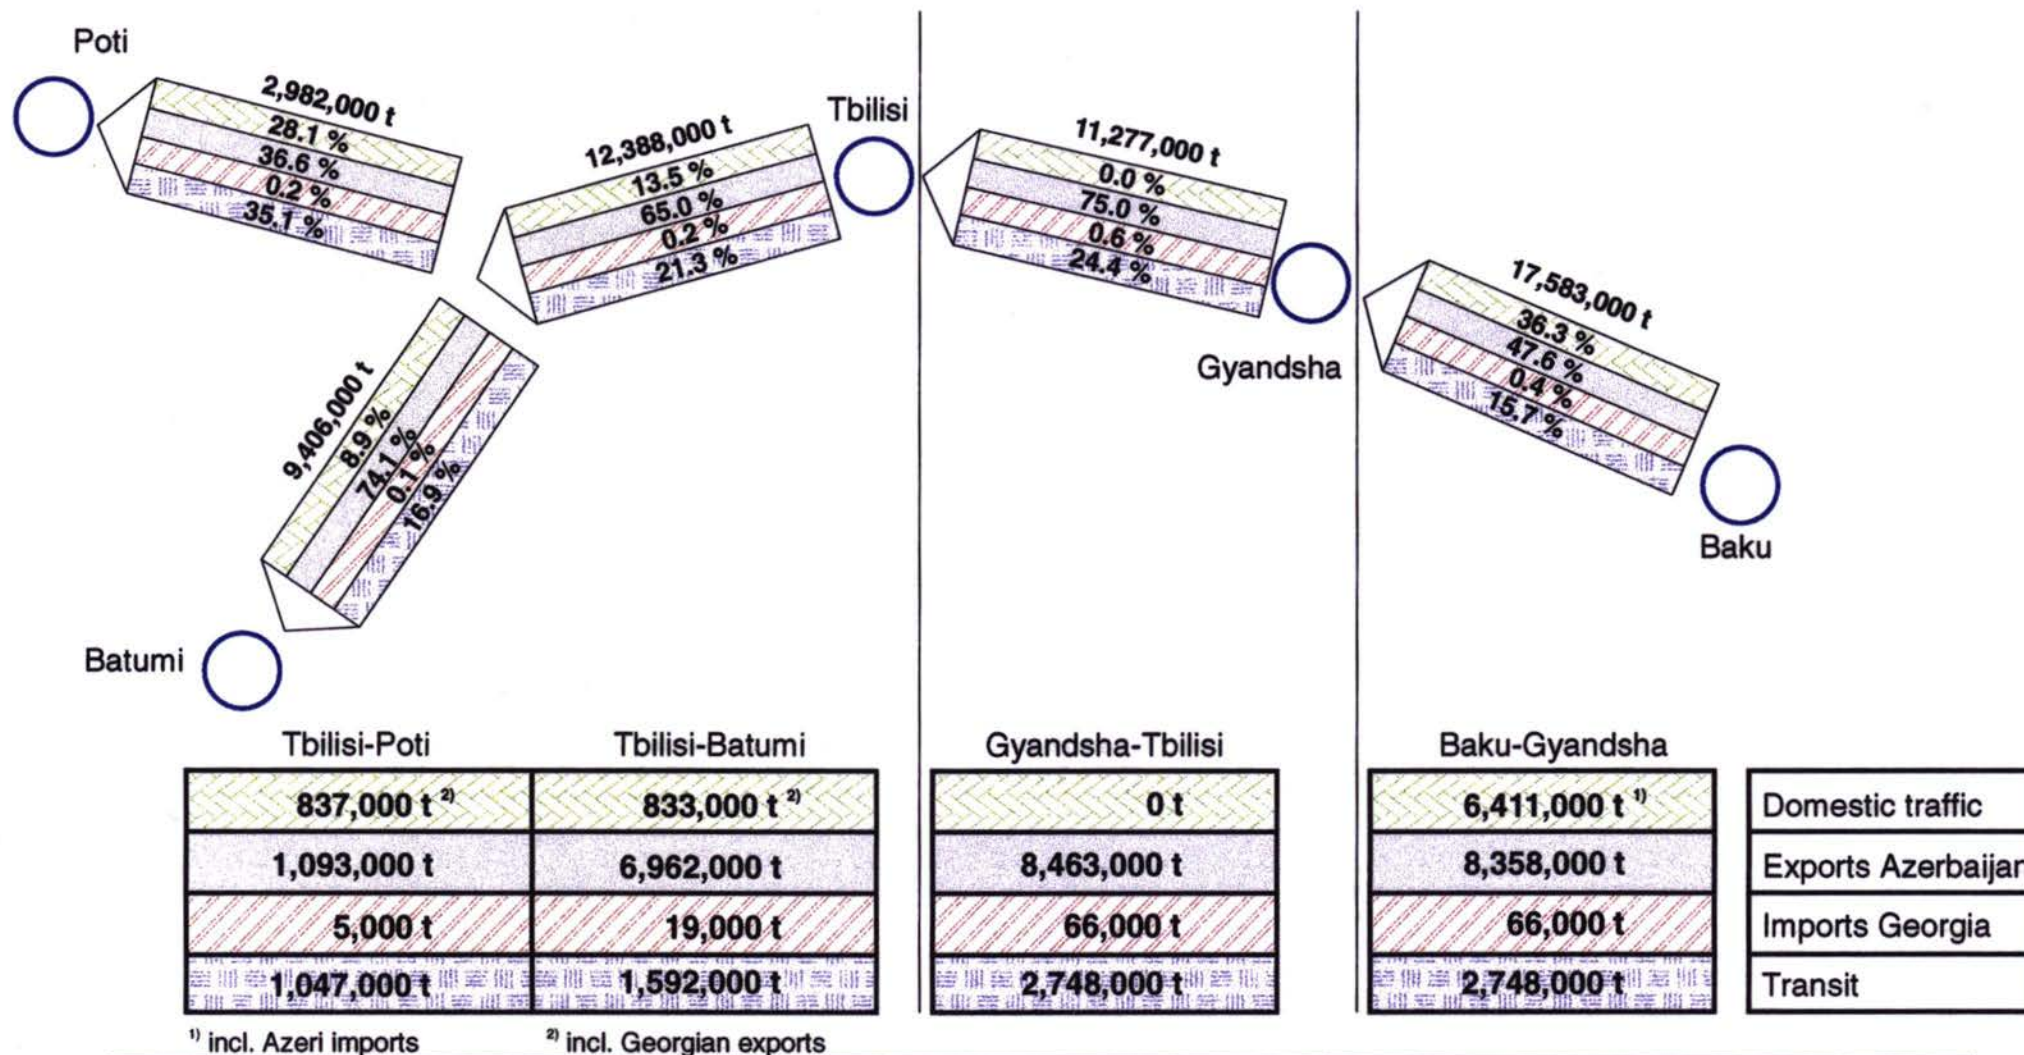 Poti
2,982,000 t
28.1 %
36.6 %
0.2 %
35.1 %
12,388,000 t
13.5 %
65.0 %
0.2 %
21.3 %
Tbilisi
11,277,000 t
0.0 %
75.0 %
0.6 %
24.4 %
Gyandsha
17,583,000 t
36.3 %
47.6 %
0.4 %
15.7 %
Baku
9,406,000 t
8.9 %
74.1 %
0.1 %
16.9 %
Batumi
Tbilisi-Poti Tbilisi-Batumi Gyandsha-Tbilisi Baku-Gyandsha
837,000 t 2) 833,000 t 2) 0 t 6,411,000 t 1) Domestic traffic
1,093,000 t 6,962,000 t 8,463,000 t 8,358,000 t Exports Azerbaijan
5,000 t 19,000 t 66,000 t 66,000 t Imports Georgia
1,047,000 t 1,592,000 t 2,748,000 t 2,748,000 t Transit
1) incl. Azeri imports 2) incl. Georgian exports